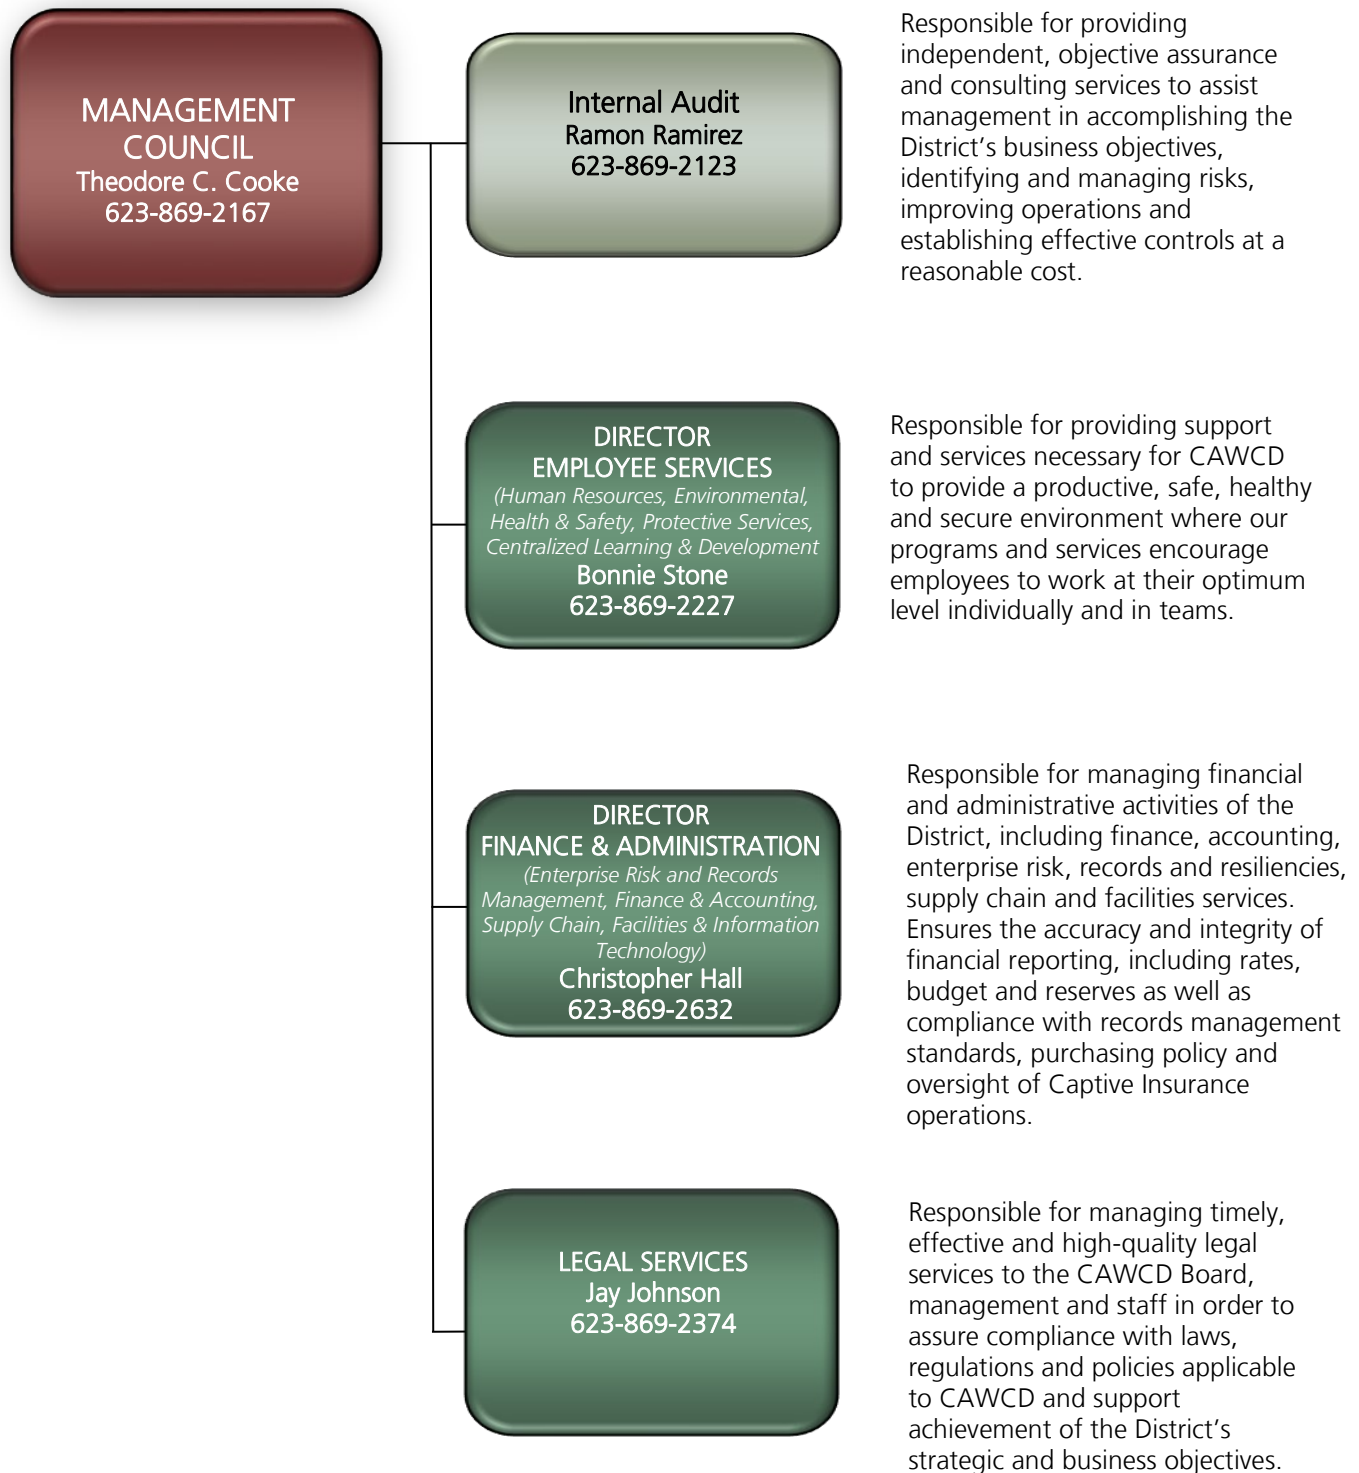 MANAGEMENT
COUNCIL
Theodore C. Cooke
623-869-2167
Internal Audit
Ramon Ramirez
623-869-2123
Responsible for providing
independent, objective assurance
and consulting services to assist
management in accomplishing the
District’s business objectives,
identifying and managing risks,
improving operations and
establishing effective controls at a
reasonable cost.
DIRECTOR
EMPLOYEE SERVICES
(Human Resources, Environmental,
Health & Safety, Protective Services,
Centralized Learning & Development
Bonnie Stone
623-869-2227
Responsible for providing support
and services necessary for CAWCD
to provide a productive, safe, healthy
and secure environment where our
programs and services encourage
employees to work at their optimum
level individually and in teams.
DIRECTOR
FINANCE & ADMINISTRATION
(Enterprise Risk and Records
Management, Finance & Accounting,
Supply Chain, Facilities & Information
Technology)
Christopher Hall
623-869-2632
Responsible for managing financial
and administrative activities of the
District, including finance, accounting,
enterprise risk, records and resiliencies,
supply chain and facilities services.
Ensures the accuracy and integrity of
financial reporting, including rates,
budget and reserves as well as
compliance with records management
standards, purchasing policy and
oversight of Captive Insurance
operations.
LEGAL SERVICES
Jay Johnson
623-869-2374
Responsible for managing timely,
effective and high-quality legal
services to the CAWCD Board,
management and staff in order to
assure compliance with laws,
regulations and policies applicable
to CAWCD and support
achievement of the District’s
strategic and business objectives.